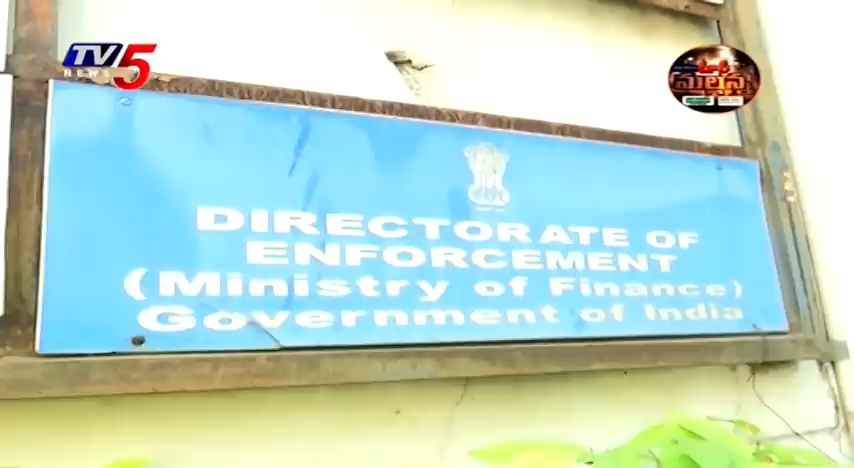 TV5
NEWS
DIRECTORATE OF
ENFORCEMENT
(Ministry of Finance)
Government of India